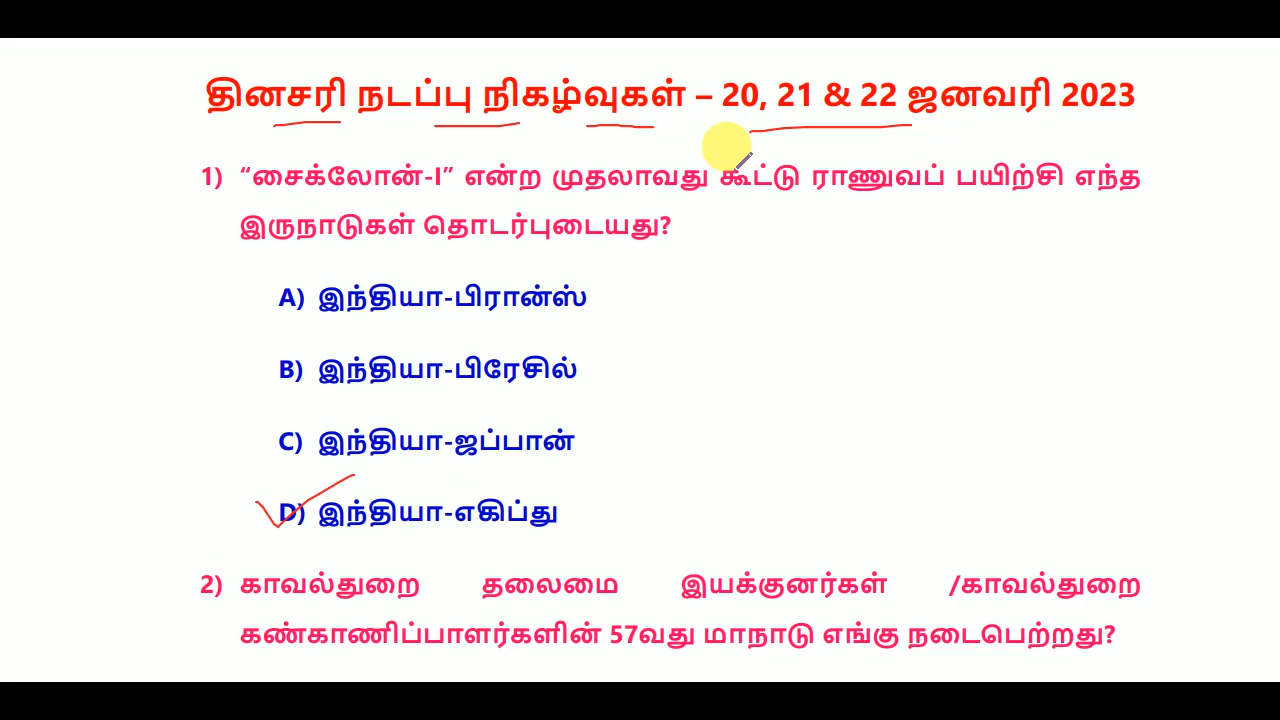 தினசரி நடப்பு நிகழ்வுகள் – 20, 21 & 22 ஜனவரி 2023
1) “சைக்லோன்-I” என்ற முதலாவது கூட்டு ராணுவப் பயிற்சி எந்த
இருநாடுகள் தொடர்புடையது?
A) இந்தியா-பிரான்ஸ்
B) இந்தியா-பிரேசில்
C) இந்தியா-ஜப்பான்
D) இந்தியா-எகிப்து
2) காவல்துறை தலைமை இயக்குனர்கள் /காவல்துறை
கண்காணிப்பாளர்களின் 57வது மாநாடு எங்கு நடைபெற்றது?